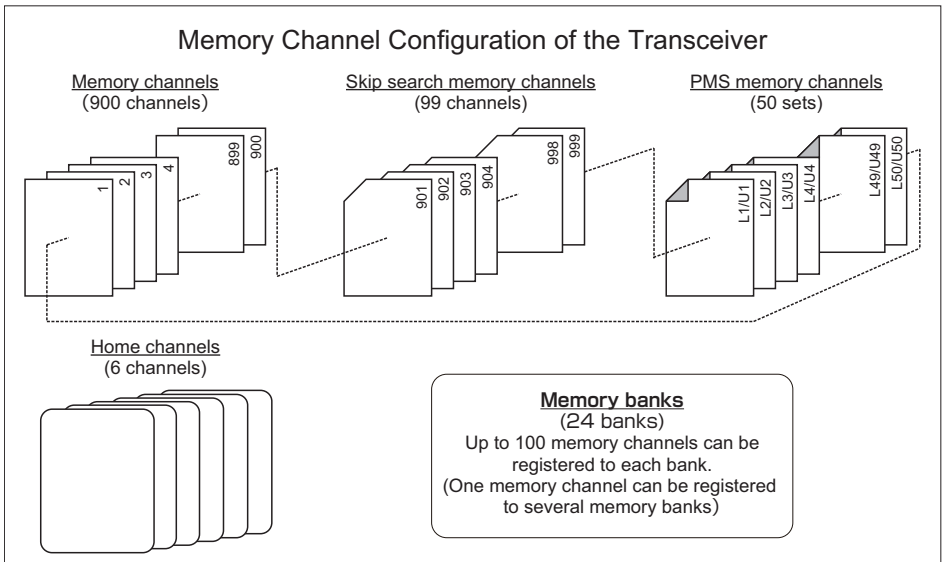 Memory Channel Configuration of the Transceiver
Memory channels
(900 channels)
1
2
3
4
899
900
Skip search memory channels
(99 channels)
901
902
903
904
998
999
PMS memory channels
(50 sets)
L1/U1
L2/U2
L3/U3
L4/U4
L49/U49
L50/U50
Home channels
(6 channels)
Memory banks
(24 banks)
Up to 100 memory channels can be
registered to each bank.
(One memory channel can be registered
to several memory banks)